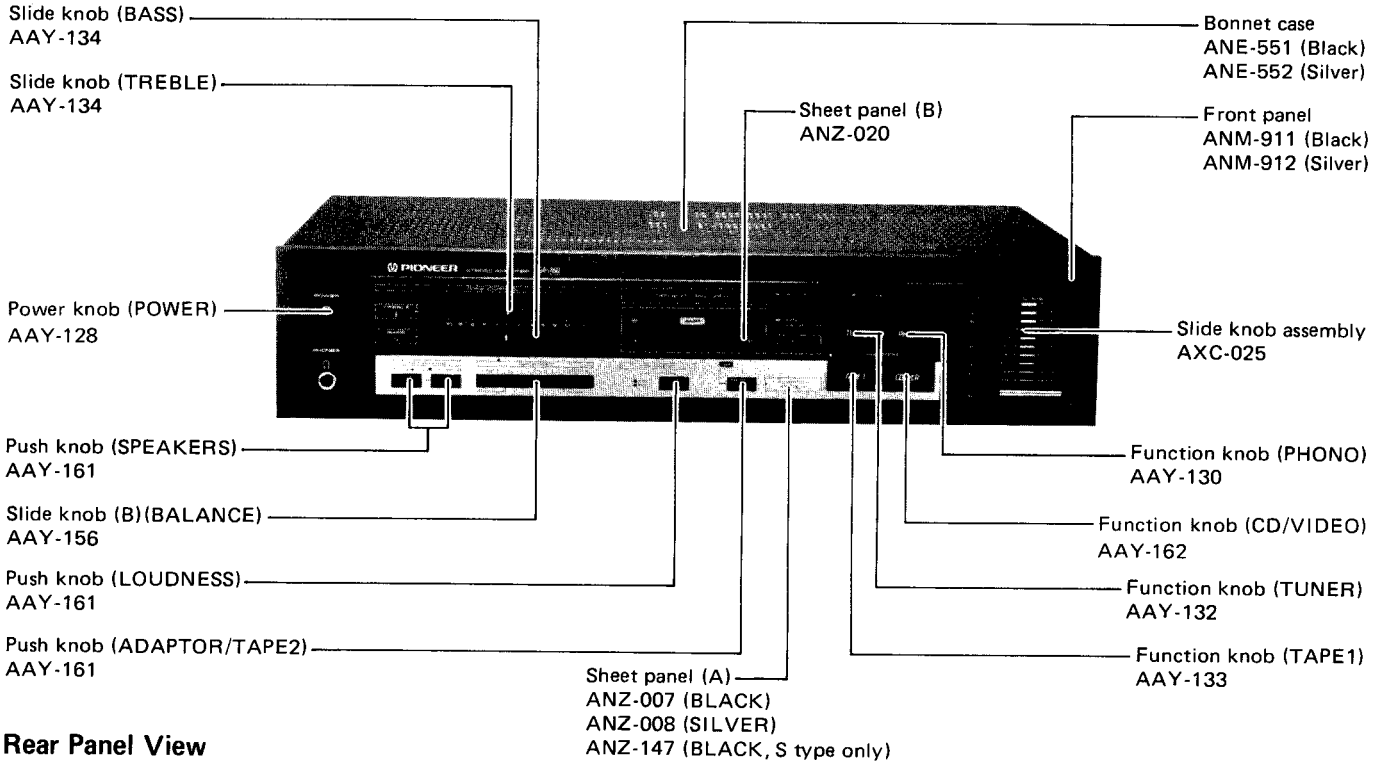 Slide knob (BASS)
AAY-134
Slide knob (TREBLE)
AAY-134
Bonnet case
ANE-551 (Black)
ANE-552 (Silver)
Sheet panel (B)
ANZ-020
Front panel
ANM-911 (Black)
ANM-912 (Silver)
PIONEER
Power knob (POWER)
AAY-128
Slide knob assembly
AXC-025
Push knob (SPEAKERS)
AAY-161
Function knob (PHONO)
AAY-130
Slide knob (B)(BALANCE)
AAY-156
Function knob (CD/VIDEO)
AAY-162
Push knob (LOUDNESS)
AAY-161
Function knob (TUNER)
AAY-132
Push knob (ADAPTOR/TAPE2)
AAY-161
Function knob (TAPE1)
AAY-133
Sheet panel (A)
ANZ-007 (BLACK)
ANZ-008 (SILVER)
ANZ-147 (BLACK, S type only)
Rear Panel View